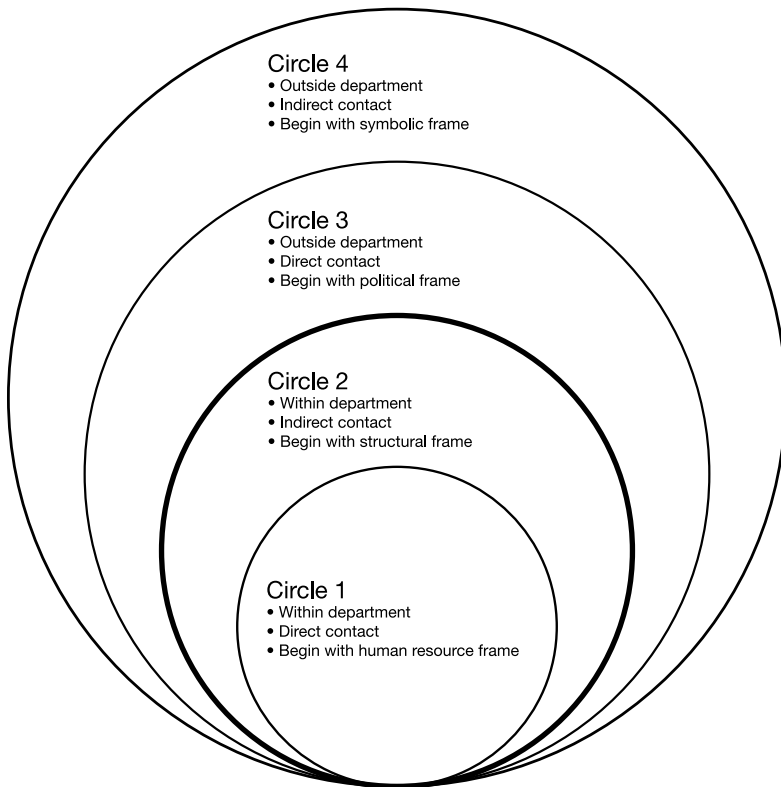 Circle 4
• Outside department
• Indirect contact
• Begin with symbolic frame
Circle 3
• Outside department
• Direct contact
• Begin with political frame
Circle 2
• Within department
• Indirect contact
• Begin with structural frame
Circle 1
• Within department
• Direct contact
• Begin with human resource frame